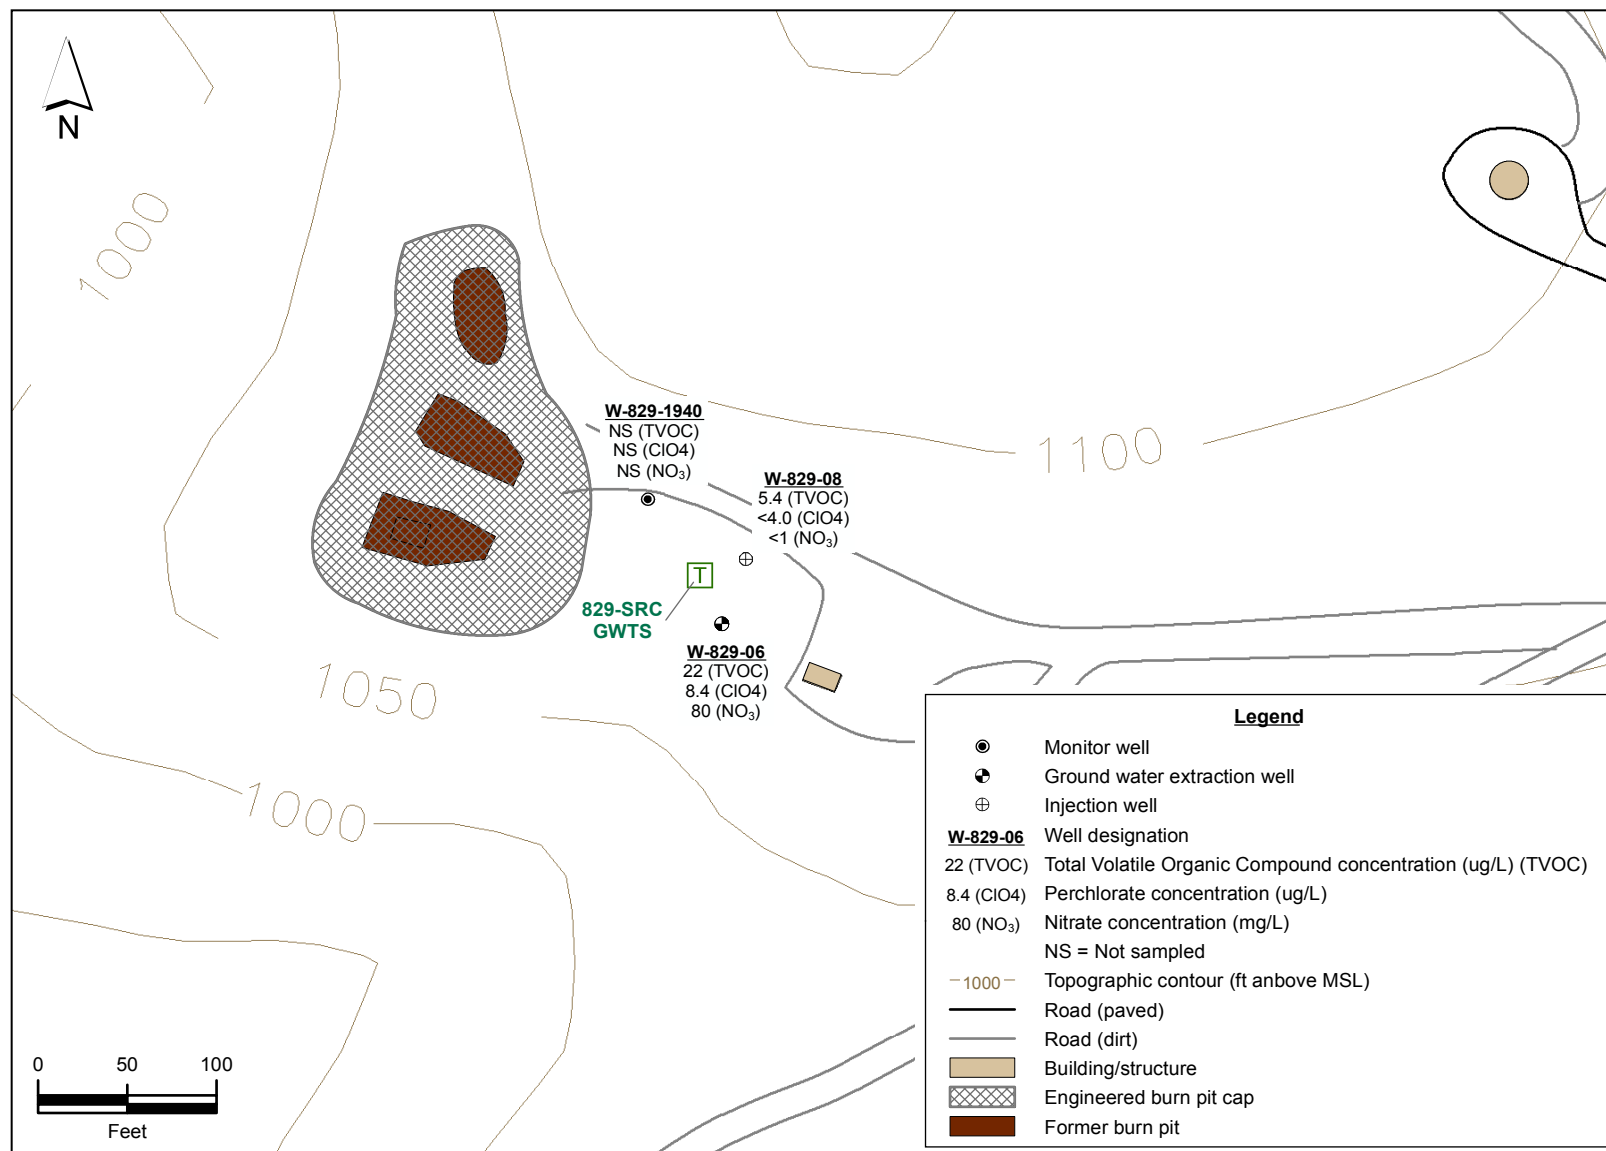 N
1000
W-829-1940
NS (TVOC)
NS (ClO4)
NS (NO₃)
1100
W-829-08
5.4 (TVOC)
<4.0 (ClO4)
<1 (NO₃)
T
829-SRC
GWTS
W-829-06
22 (TVOC)
8.4 (ClO4)
80 (NO₃)
1050
1000
Legend
Monitor well
Ground water extraction well
Injection well
W-829-06 Well designation
22 (TVOC) Total Volatile Organic Compound concentration (ug/L) (TVOC)
8.4 (ClO4) Perchlorate concentration (ug/L)
80 (NO₃) Nitrate concentration (mg/L)
NS = Not sampled
1000 Topographic contour (ft anbove MSL)
Road (paved)
Road (dirt)
Building/structure
Engineered burn pit cap
Former burn pit
0 50 100
Feet